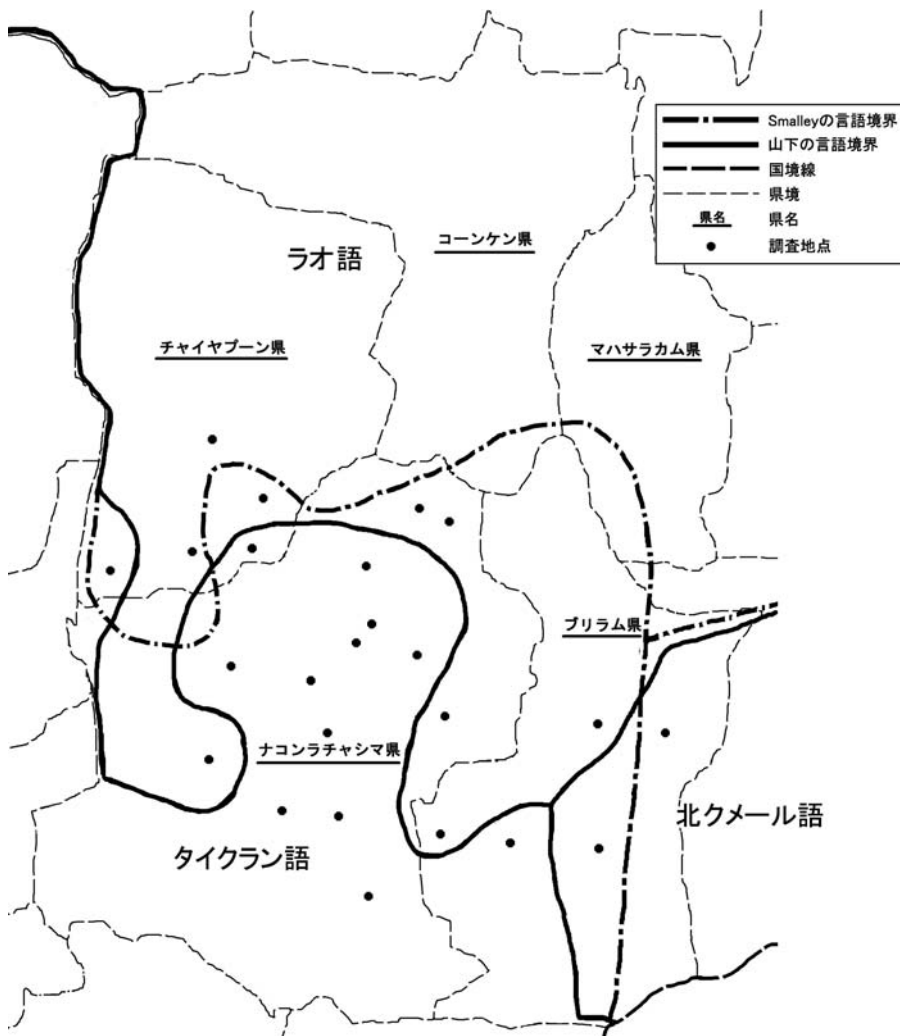 Smalleyの言語境界
山下の言語境界
国境線
県境
県名 県名
調査地点
コーンケン県
ラオ語
チャイヤプーン県
マハサラカム県
ブリラム県
ナコンラチャシマ県
北クメール語
タイクラン語